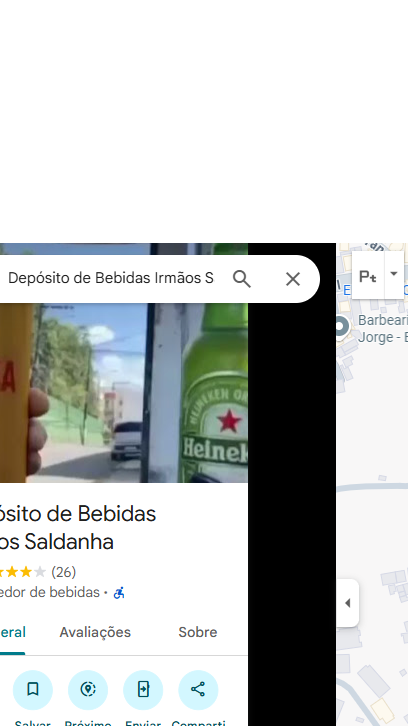 Depósito de Bebidas Irmãos S
Pt
Barbeari
Jorge - B
A
HEINEKEN
Heinek
ósito de Bebidas
os Saldanha
(26)
edor de bebidas ·
eral Avaliações Sobre
Salvar Próximo Enviar Comparti